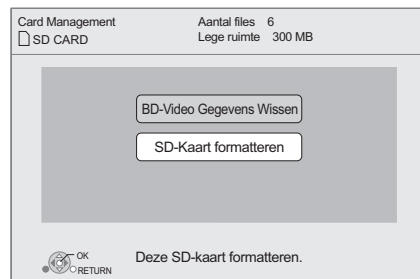 Card Management
Aantal files 6
SD CARD
Lege ruimte 300 MB
BD-Video Gegevens Wissen
SD-Kaart formatteren
OK
RETURN
Deze SD-kaart formatteren.